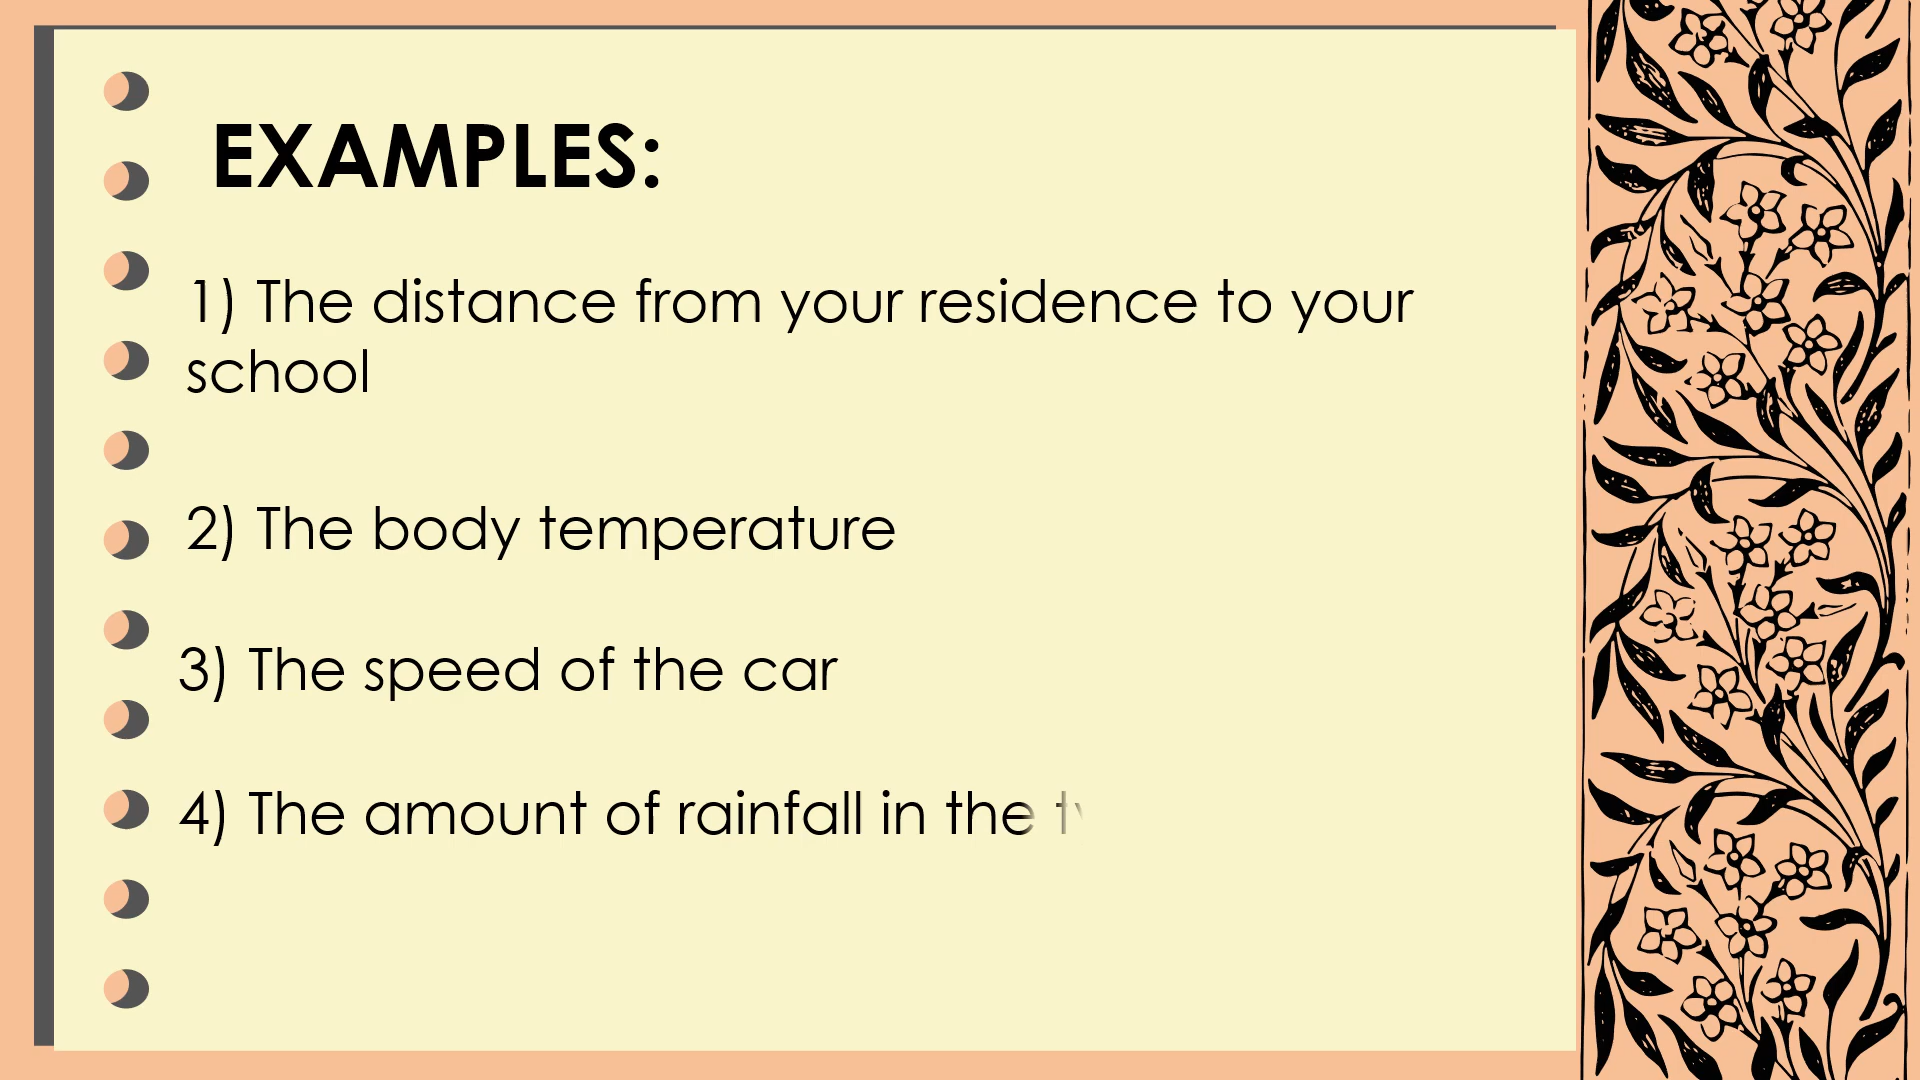 EXAMPLES:
1) The distance from your residence to your
school
2) The body temperature
3) The speed of the car
4) The amount of rainfall in the